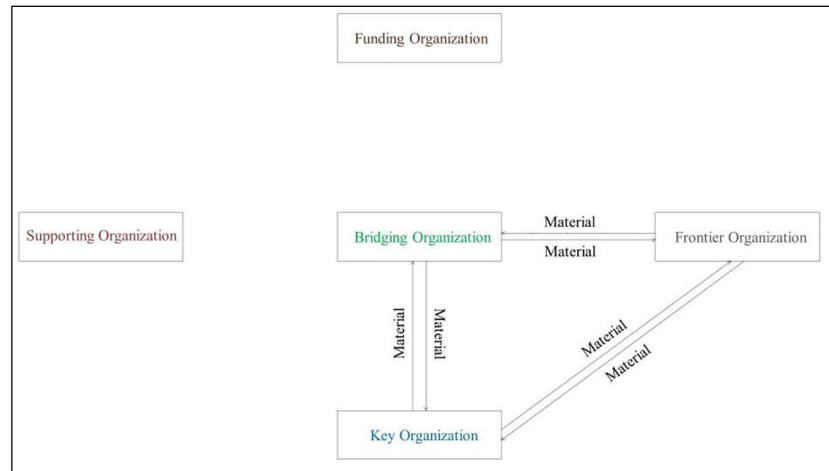 Funding Organization
Supporting Organization
Bridging Organization
Material
Material
Frontier Organization
Material
Material
Material
Material
Key Organization